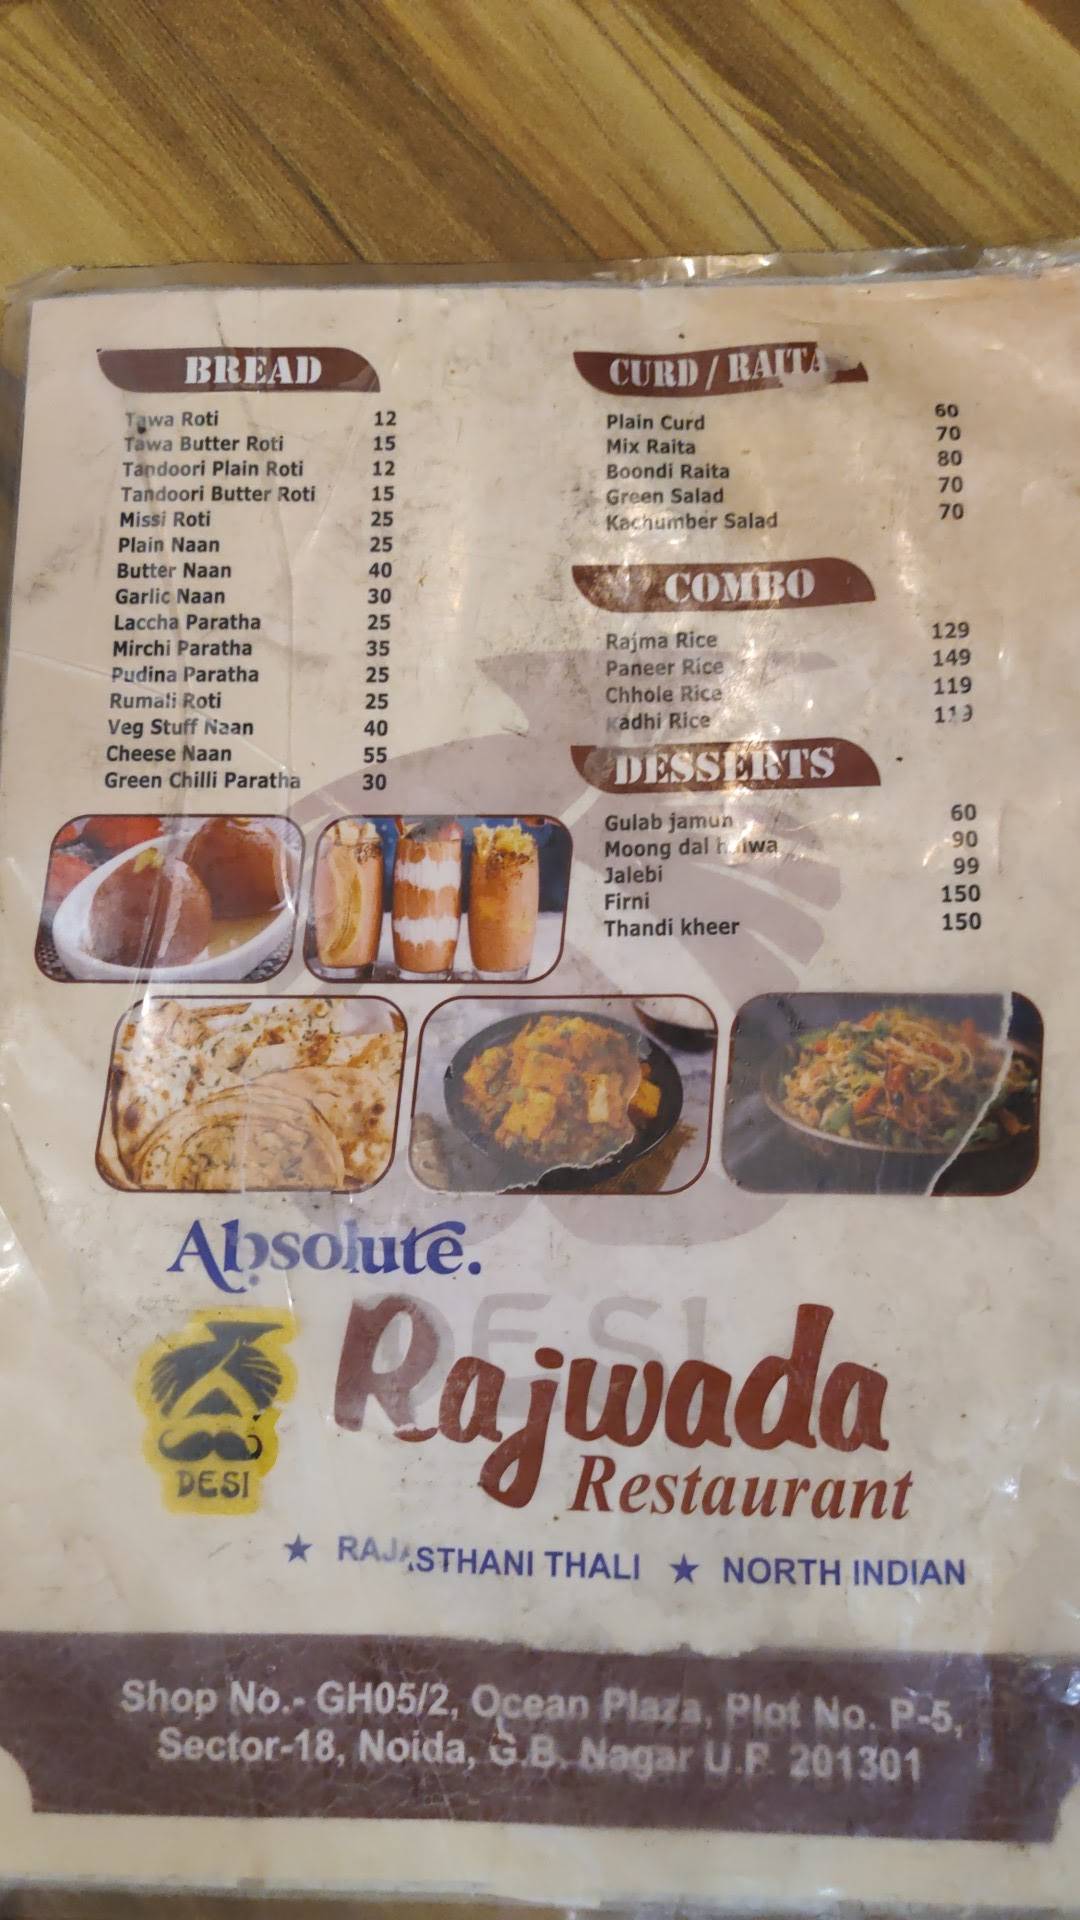 BREAD
Tawa Roti 12
Tawa Butter Roti 15
Tandoori Plain Roti 12
Tandoori Butter Roti 15
Missi Roti 25
Plain Naan 25
Butter Naan 40
Garlic Naan 30
Laccha Paratha 25
Mirchi Paratha 35
Pudina Paratha 25
Rumali Roti 25
Veg Stuff Naan 40
Cheese Naan 55
Green Chilli Paratha 30
CURD / RAITA
Plain Curd 60
Mix Raita 70
Boondi Raita 80
Green Salad 70
Kachumber Salad 70
COMBO
Rajma Rice 129
Paneer Rice 149
Chhole Rice 119
Kadhi Rice
DESSERTS
Gulab jamun 60
Moong dal halwa 90
Jalebi 99
Firni 150
Thandi kheer 150
Absolute.
DESI
DESI
Rajwada
Restaurant
★ RAJASTHANI THALI ★ NORTH INDIAN
Shop No.- GH05/2, Ocean Plaza, Plot No. P-5,
Sector-18, Noida, G.B. Nagar U.P. 201301